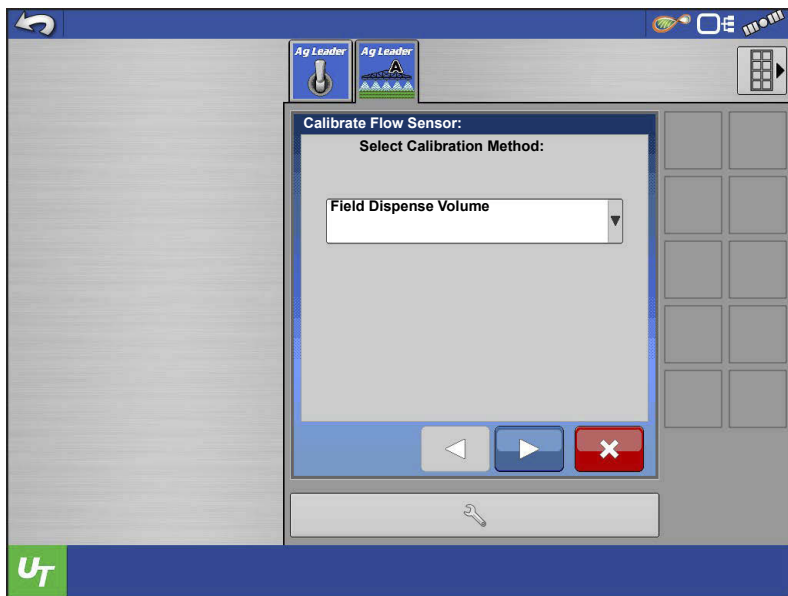 Ag Leader
Ag Leader
A
Calibrate Flow Sensor:
Select Calibration Method:
Field Dispense Volume
UT